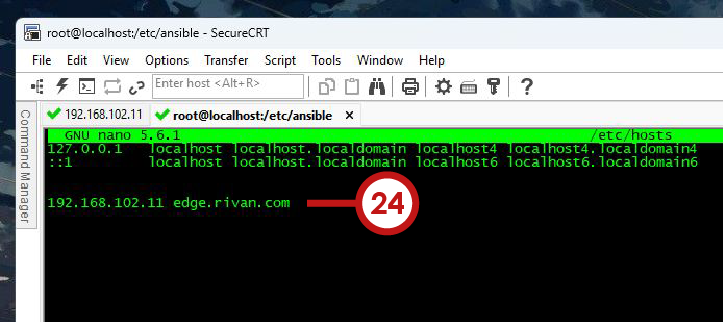 root@localhost:/etc/ansible - SecureCRT
File Edit View Options Transfer Script Tools Window Help
Enter host <Alt+R>
192.168.102.11 root@localhost:/etc/ansible x
Command Manager
GNU nano 5.6.1 /etc/hosts
127.0.0.1 localhost localhost.localdomain localhost4 localhost4.localdomain4
::1 localhost localhost.localdomain localhost6 localhost6.localdomain6
192.168.102.11 edge.rivan.com
24